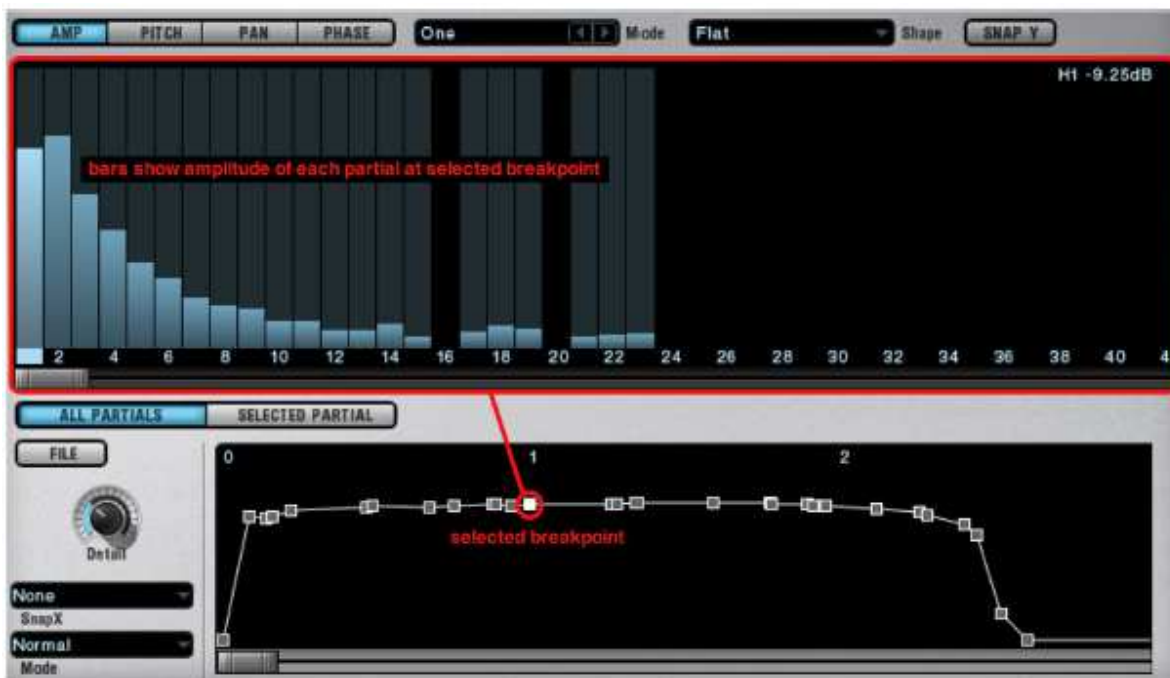 AMP PITCH PAN PHASE One Mode Flat Shape SNAP Y
H1 -9.25dB
bars show amplitude of each partial at selected breakpoint
2 4 6 8 10 12 14 16 18 20 22 24 26 28 30 32 34 36 38 40 4
ALL PARTIALS SELECTED PARTIAL
FILE
0 1 2
Detail
selected breakpoint
None
SnapX
Normal
Mode